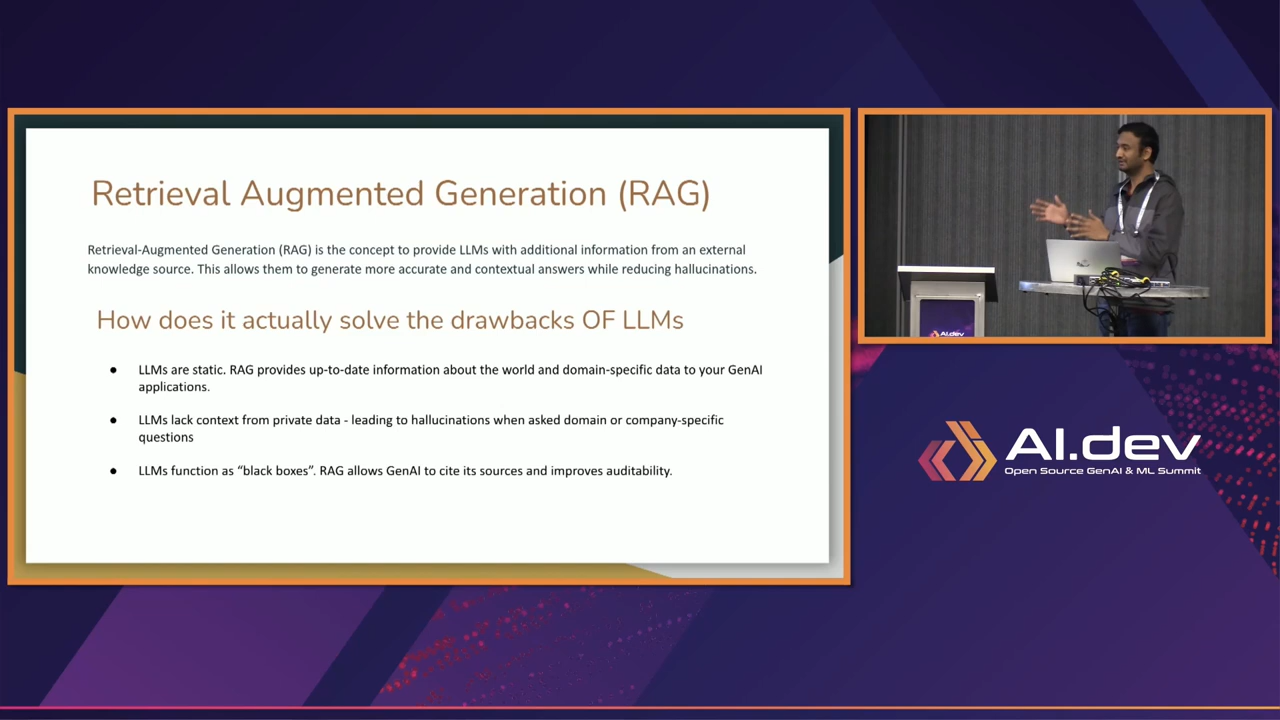 Retrieval Augmented Generation (RAG)
Retrieval-Augmented Generation (RAG) is the concept to provide LLMs with additional information from an external
knowledge source. This allows them to generate more accurate and contextual answers while reducing hallucinations.
How does it actually solve the drawbacks OF LLMs
● LLMs are static. RAG provides up-to-date information about the world and domain-specific data to your GenAI
applications.
● LLMs lack context from private data - leading to hallucinations when asked domain or company-specific
questions
● LLMs function as “black boxes”. RAG allows GenAI to cite its sources and improves auditability.
AI.dev
AI.dev
Open Source GenAI & ML Summit